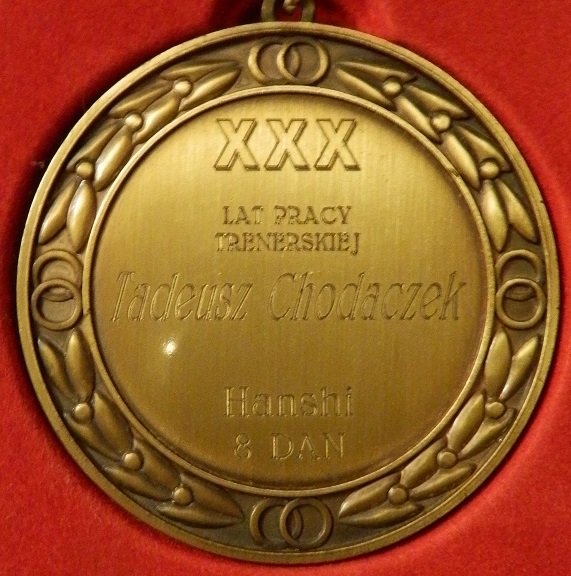 XXX
LAT PRACY
TRENERSKIEJ
Tadeusz Chodaczek
Hanshi
8 DAN